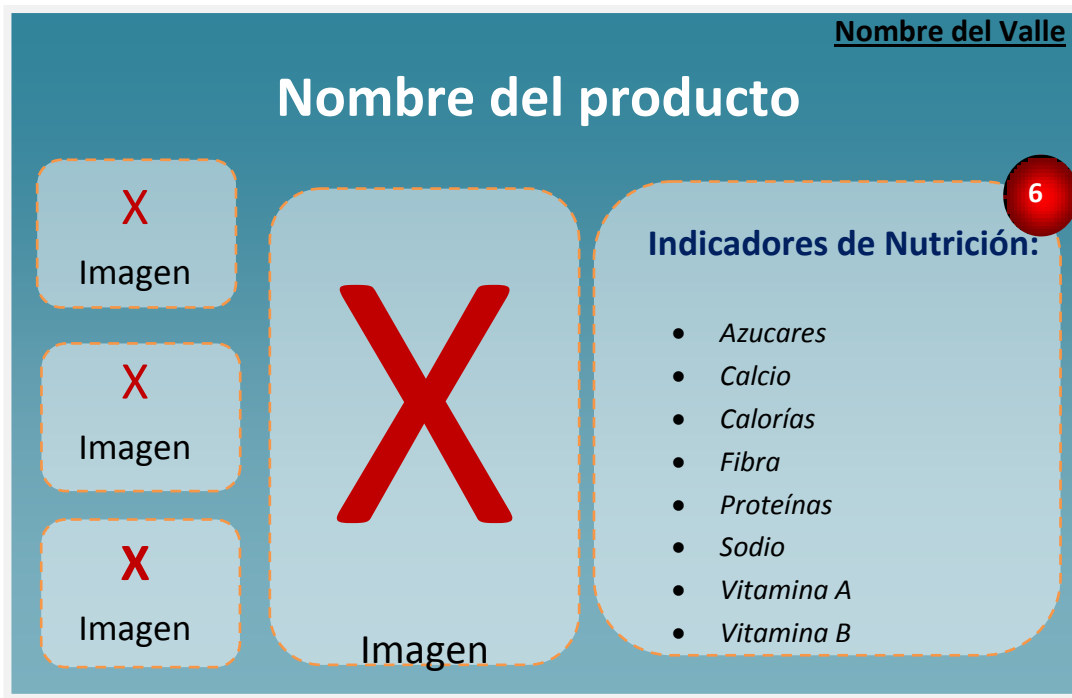 Nombre del Valle
Nombre del producto
X
Imagen
X
Imagen
X
Imagen
X
Imagen
6
Indicadores de Nutrición:
• Azucares
• Calcio
• Calorías
• Fibra
• Proteínas
• Sodio
• Vitamina A
• Vitamina B